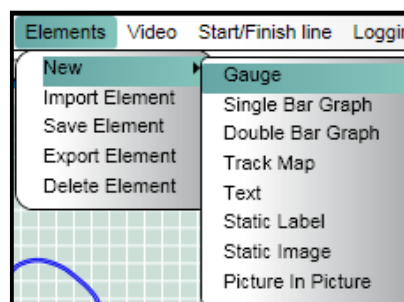 Elements Video Start/Finish line Loggin
New
Import Element
Save Element
Export Element
Delete Element
Gauge
Single Bar Graph
Double Bar Graph
Track Map
Text
Static Label
Static Image
Picture In Picture